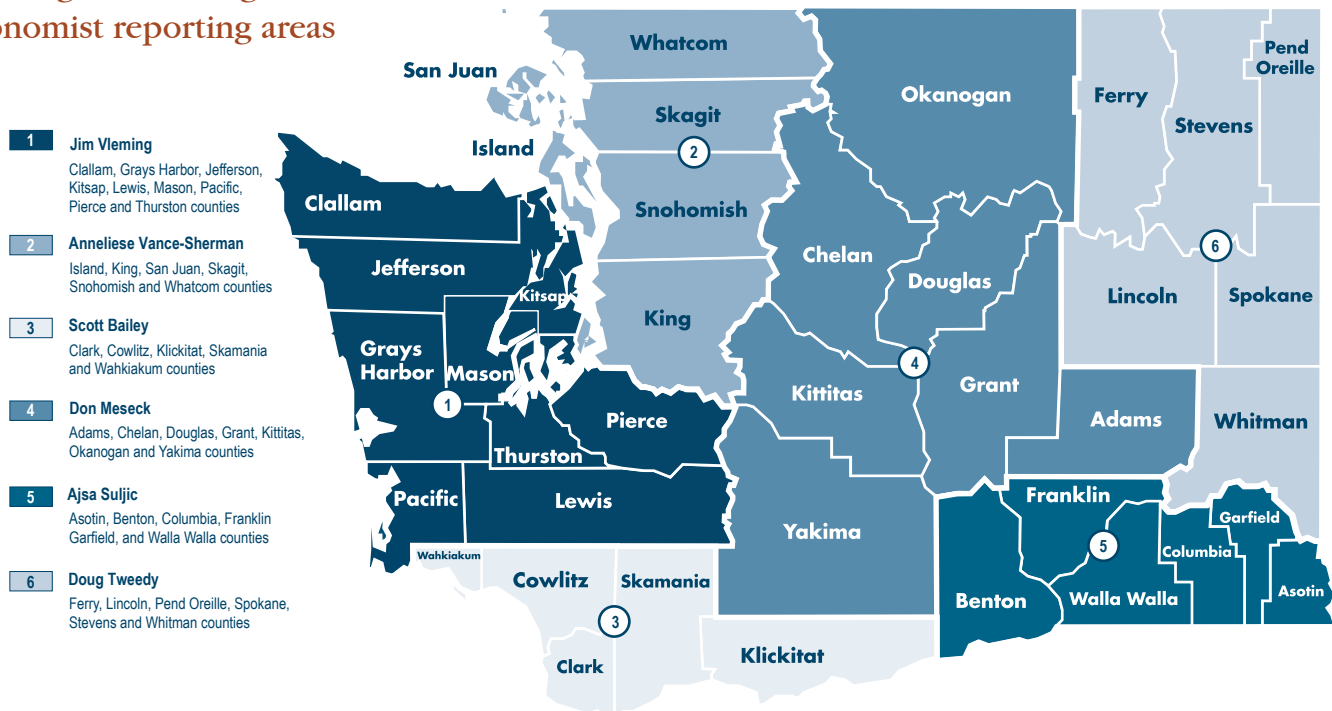 economist reporting areas
1
Jim Vleming
Clallam, Grays Harbor, Jefferson,
Kitsap, Lewis, Mason, Pacific,
Pierce and Thurston counties
2
Anneliese Vance-Sherman
Island, King, San Juan, Skagit,
Snohomish and Whatcom counties
3
Scott Bailey
Clark, Cowlitz, Klickitat, Skamania
and Wahkiakum counties
4
Don Meseck
Adams, Chelan, Douglas, Grant, Kittitas,
Okanogan and Yakima counties
5
Ajsa Suljic
Asotin, Benton, Columbia, Franklin
Garfield, and Walla Walla counties
6
Doug Tweedy
Ferry, Lincoln, Pend Oreille, Spokane,
Stevens and Whitman counties
Whatcom
San Juan
Skagit
Island
2
Snohomish
King
Clallam
Jefferson
Kitsap
Grays
Harbor
Mason
1
Pierce
Thurston
Pacific
Lewis
Wahkiakum
Cowlitz
Skamania
3
Clark
Klickitat
Okanogan
Chelan
Douglas
4
Kittitas
Grant
Adams
Yakima
Ferry
Stevens
Pend
Oreille
6
Lincoln
Spokane
Whitman
Franklin
5
Benton
Walla Walla
Columbia
Garfield
Asotin